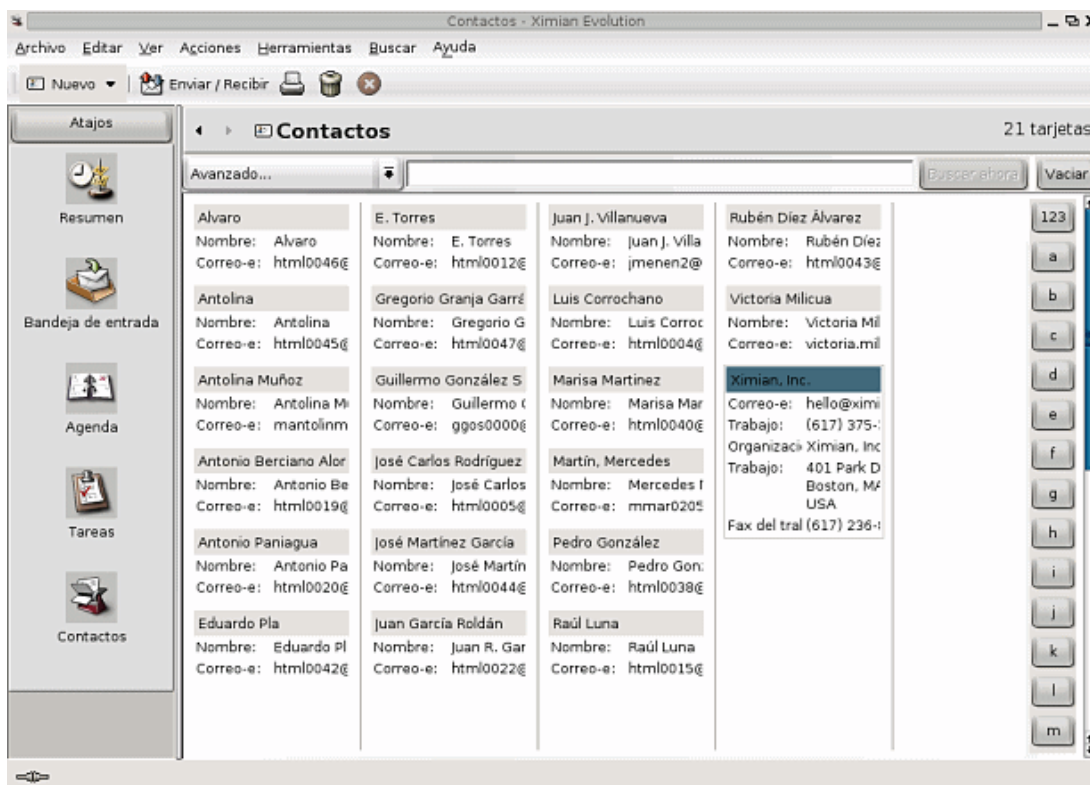 Contactos - Ximian Evolution
Archivo Editar Ver Acciones Herramientas Buscar Ayuda
Nuevo Enviar / Recibir
Atajos
Resumen
Bandeja de entrada
Agenda
Tareas
Contactos
Contactos 21 tarjetas
Avanzado... Buscar ahora Vaciar
Alvaro
Nombre: Alvaro
Correo-e: html0046@
Antolina
Nombre: Antolina
Correo-e: html0045@
Antolina Muñoz
Nombre: Antolina M
Correo-e: mantolinm
Antonio Berciano Alor
Nombre: Antonio Be
Correo-e: html0019@
Antonio Paniagua
Nombre: Antonio Pa
Correo-e: html0020@
Eduardo Pla
Nombre: Eduardo Pl
Correo-e: html0042@
E. Torres
Nombre: E. Torres
Correo-e: html0012@
Gregorio Granja Garré
Nombre: Gregorio G
Correo-e: html0047@
Guillermo González S
Nombre: Guillermo
Correo-e: ggos0000@
José Carlos Rodríguez
Nombre: José Carlos
Correo-e: html0005@
José Martínez García
Nombre: José Martín
Correo-e: html0044@
Juan García Roldán
Nombre: Juan R. Gar
Correo-e: html0022@
Juan J. Villanueva
Nombre: Juan J. Villa
Correo-e: jmenen2@
Luis Corrochano
Nombre: Luis Corroc
Correo-e: html0004@
Marisa Martinez
Nombre: Marisa Mar
Correo-e: html0040@
Martín, Mercedes
Nombre: Mercedes
Correo-e: mmar0205
Pedro González
Nombre: Pedro Gon
Correo-e: html0038@
Raúl Luna
Nombre: Raúl Luna
Correo-e: html0015@
Rubén Díez Álvarez
Nombre: Rubén Díez
Correo-e: html0043@
Victoria Milicua
Nombre: Victoria Mil
Correo-e: victoria.mil
Ximian, Inc.
Correo-e: hello@ximi
Trabajo: (617) 375-
Organizaci Ximian, Inc
Trabajo: 401 Park D
Boston, MA
USA
Fax del tral (617) 236-
123
a
b
c
d
e
f
g
h
i
j
k
l
m